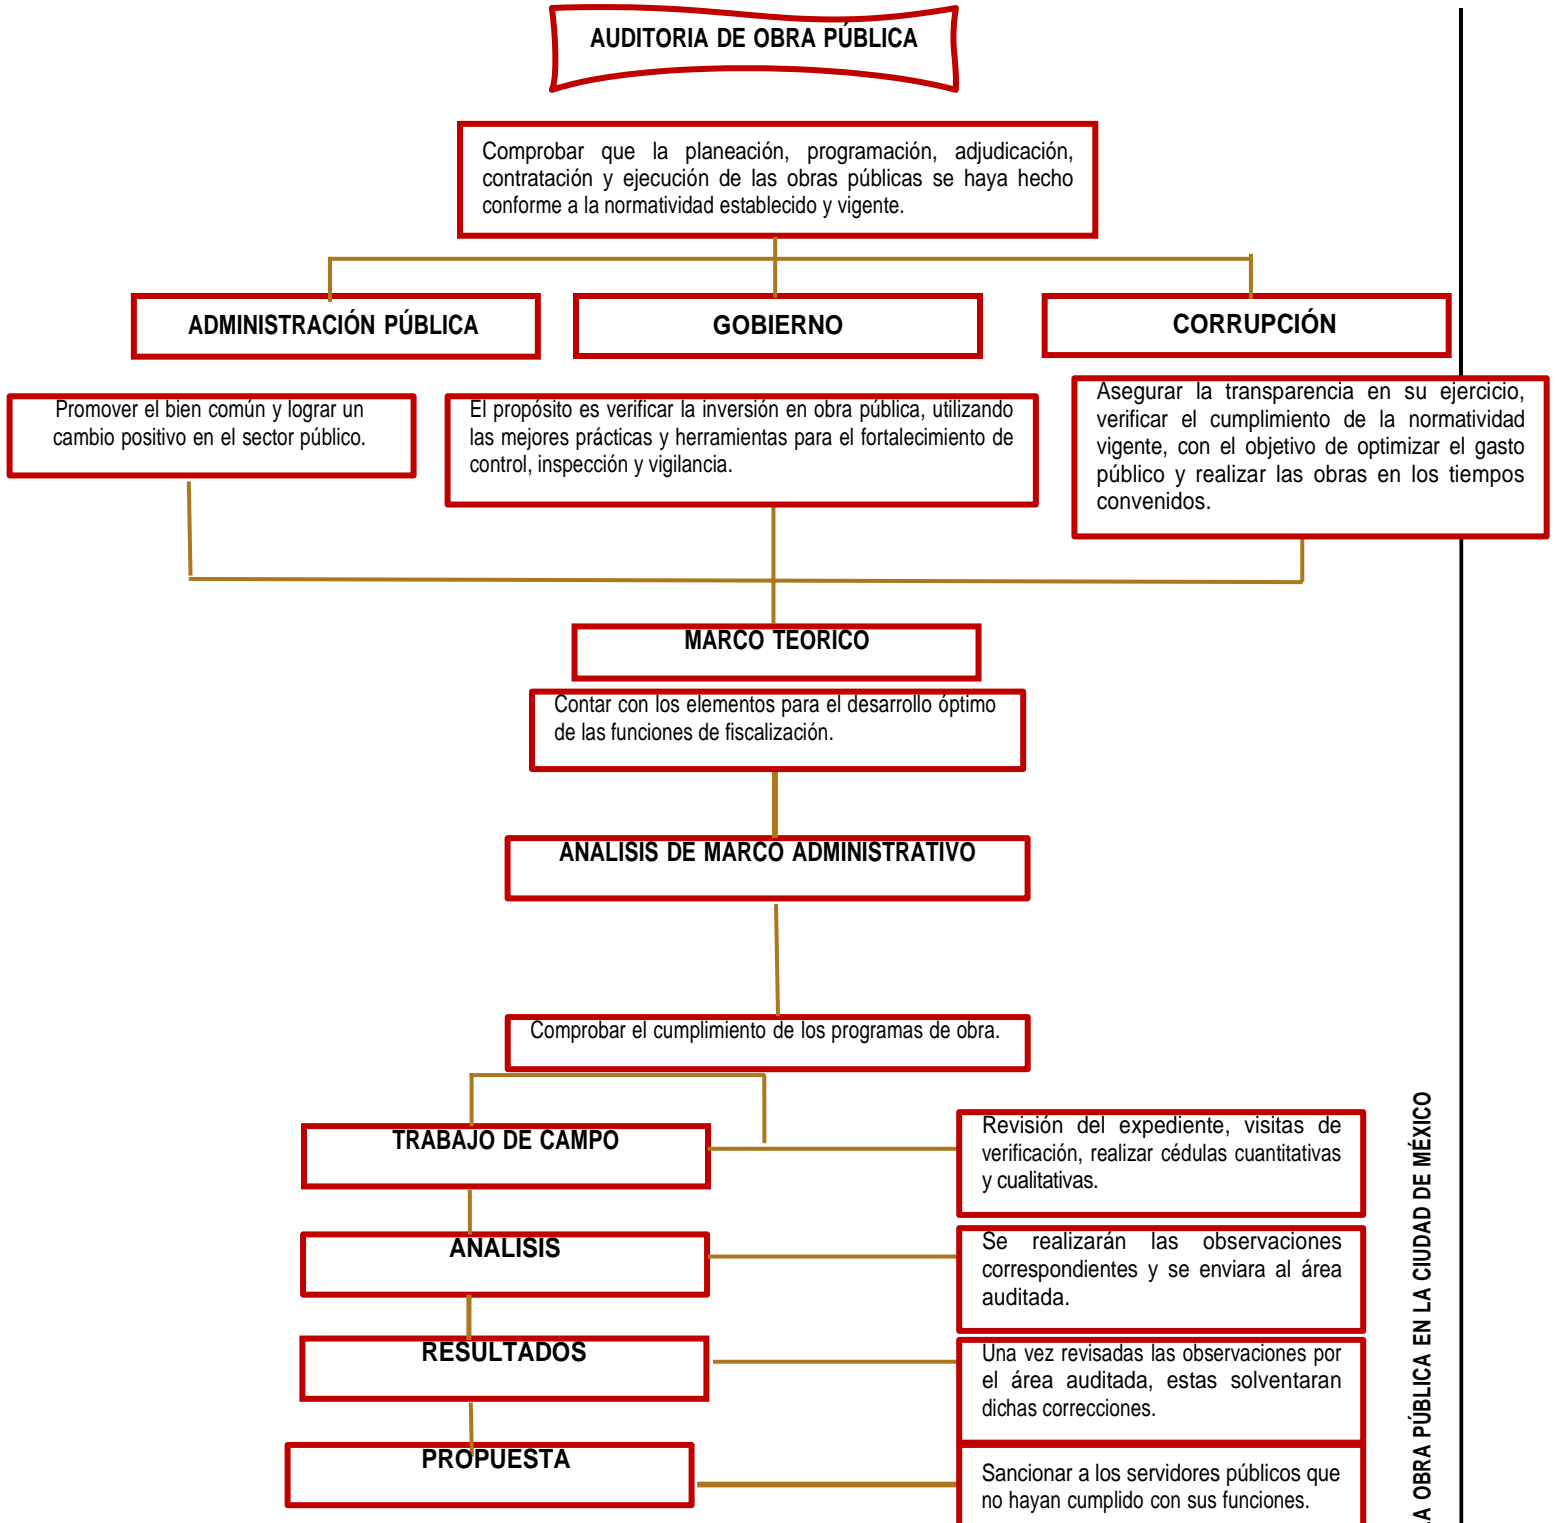 AUDITORIA DE OBRA PÚBLICA
Comprobar que la planeación, programación, adjudicación,
contratación y ejecución de las obras públicas se haya hecho
conforme a la normatividad establecido y vigente.
ADMINISTRACIÓN PÚBLICA
GOBIERNO
CORRUPCIÓN
Promover el bien común y lograr un
cambio positivo en el sector público.
El propósito es verificar la inversión en obra pública, utilizando
las mejores prácticas y herramientas para el fortalecimiento de
control, inspección y vigilancia.
Asegurar la transparencia en su ejercicio,
verificar el cumplimiento de la normatividad
vigente, con el objetivo de optimizar el gasto
público y realizar las obras en los tiempos
convenidos.
MARCO TEORICO
Contar con los elementos para el desarrollo óptimo
de las funciones de fiscalización.
ANALISIS DE MARCO ADMINISTRATIVO
Comprobar el cumplimiento de los programas de obra.
TRABAJO DE CAMPO
Revisión del expediente, visitas de
verificación, realizar cédulas cuantitativas
y cualitativas.
ANALISIS
Se realizarán las observaciones
correspondientes y se enviara al área
auditada.
RESULTADOS
Una vez revisadas las observaciones por
el área auditada, estas solventaran
dichas correcciones.
PROPUESTA
Sancionar a los servidores públicos que
no hayan cumplido con sus funciones.
A OBRA PÚBLICA EN LA CIUDAD DE MÉXICO